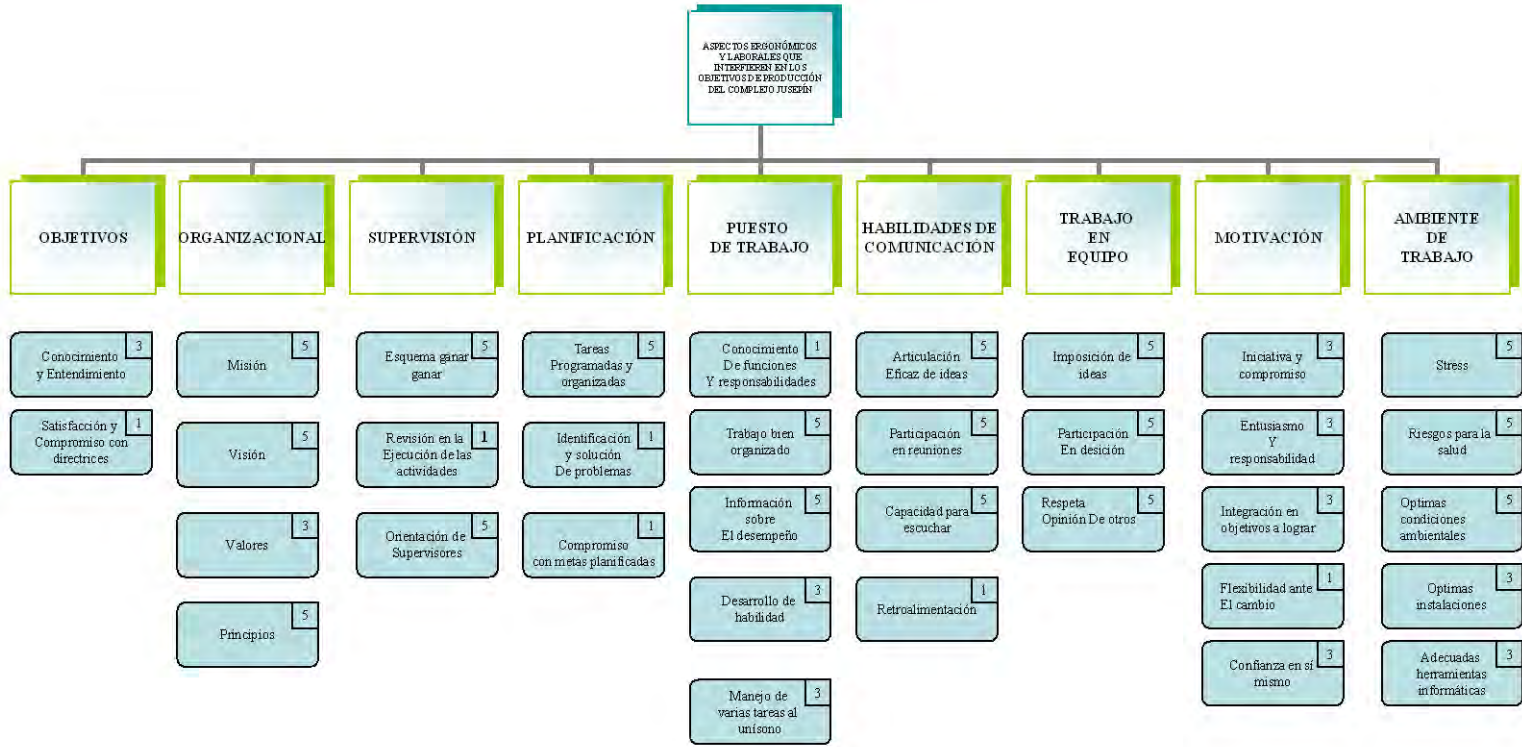 ASPECTOS ERGONÓMICOS
Y LABORALES QUE
INTERFIEREN EN LOS
OBJETIVOS DE PRODUCCIÓN
DEL COMPLEJO JUSEPÍN
OBJETIVOS
3
Conocimiento
y Entendimiento
1
Satisfacción y
Compromiso con
directrices
ORGANIZACIONAL
5
Misión
5
Visión
3
Valores
5
Principios
SUPERVISIÓN
5
Esquema ganar
ganar
1
Revisión en la
Ejecución de las
actividades
5
Orientación de
Supervisores
PLANIFICACIÓN
5
Tareas
Programadas y
organizadas
1
Identificación
y solución
De problemas
1
Compromiso
con metas planificadas
PUESTO
DE TRABAJO
1
Conocimiento
De funciones
Y responsabilidades
5
Trabajo bien
organizado
5
Información
sobre
El desempeño
3
Desarrollo de
habilidad
3
Manejo de
varias tareas al
unísono
HABILIDADES DE
COMUNICACIÓN
5
Articulación
Eficaz de ideas
5
Participación
en reuniones
5
Capacidad para
escuchar
1
Retroalimentación
TRABAJO
EN
EQUIPO
5
Imposición de
ideas
5
Participación
En desición
5
Respeta
Opinión De otros
MOTIVACIÓN
3
Iniciativa y
compromiso
3
Entusiasmo
Y
responsabilidad
3
Integración en
objetivos a lograr
1
Flexibilidad ante
El cambio
3
Confianza en sí
mismo
AMBIENTE
DE
TRABAJO
5
Stress
5
Riesgos para la
salud
5
Optimas
condiciones
ambientales
3
Optimas
instalaciones
3
Adecuadas
herramientas
informáticas